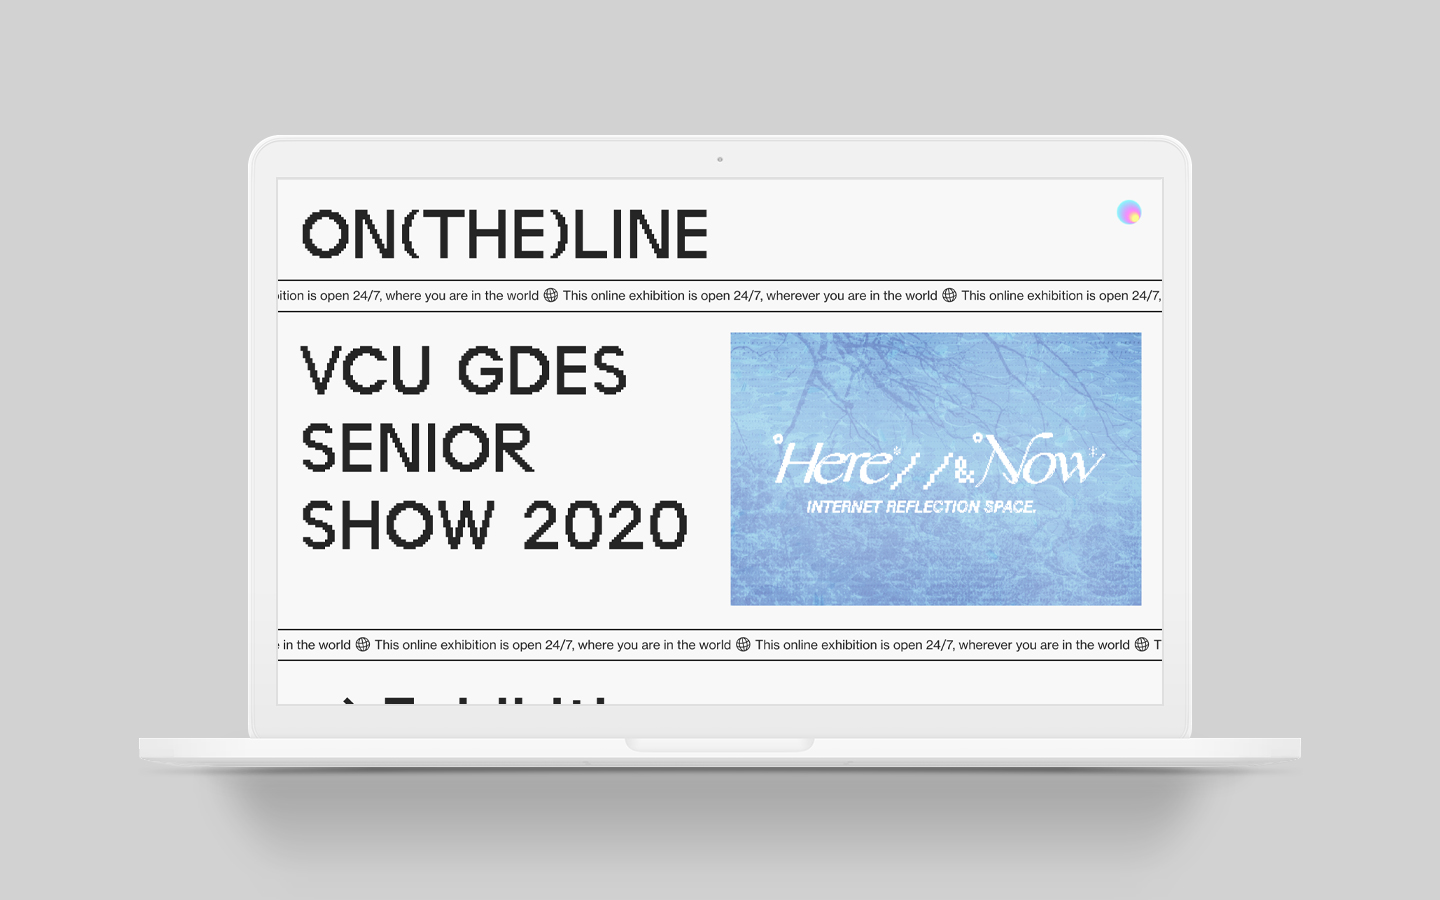 ON(THE)LINE
ition is open 24/7, where you are in the world This online exhibition is open 24/7, wherever you are in the world This online exhibition is open 24/7,
VCU GDES
SENIOR
SHOW 2020
Here // & Now
INTERNET REFLECTION SPACE.
in the world This online exhibition is open 24/7, where you are in the world This online exhibition is open 24/7, wherever you are in the world T